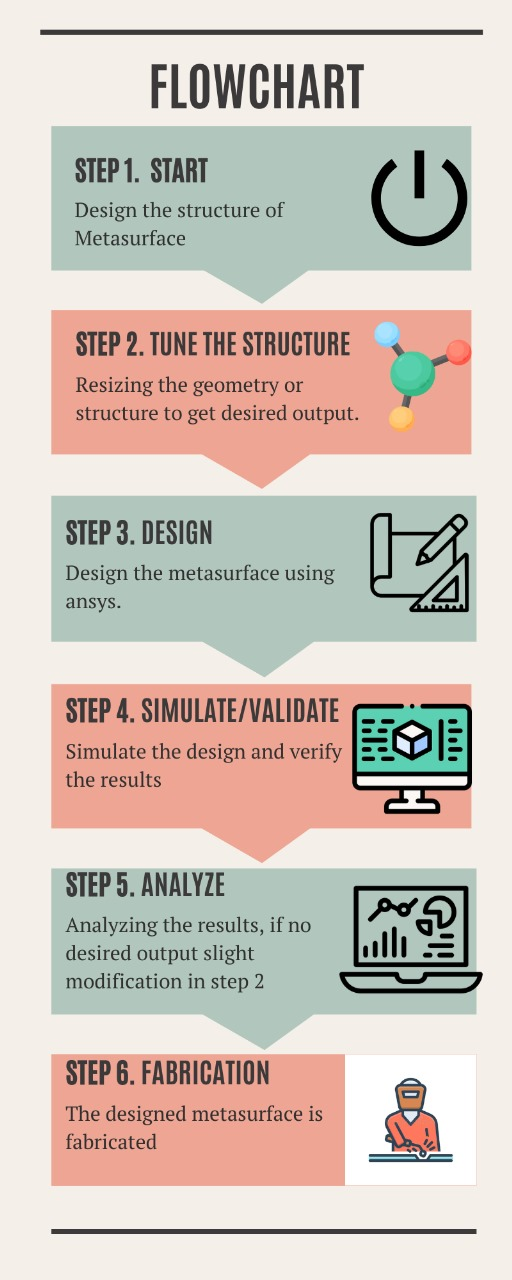 FLOWCHART
STEP 1. START
Design the structure of
Metasurface
STEP 2. TUNE THE STRUCTURE
Resizing the geometry or
structure to get desired output.
STEP 3. DESIGN
Design the metasurface using
ansys.
STEP 4. SIMULATE/VALIDATE
Simulate the design and verify
the results
STEP 5. ANALYZE
Analyzing the results, if no
desired output slight
modification in step 2
STEP 6. FABRICATION
The designed metasurface is
fabricated